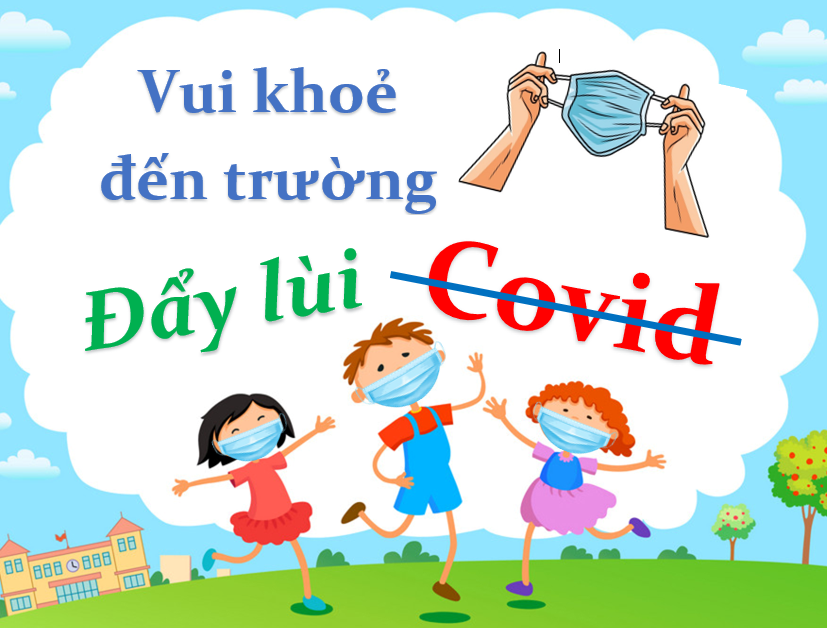 Vui khoẻ
đến trường
Đẩy lùi Covid